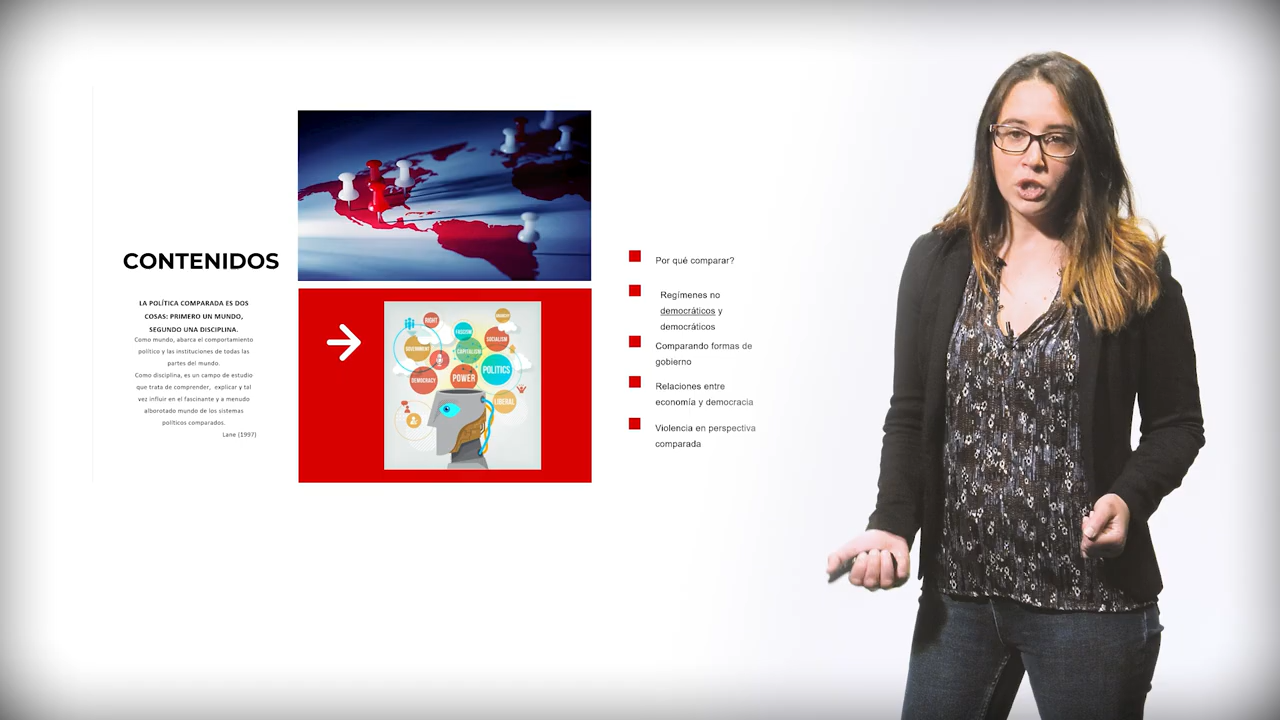 CONTENIDOS
LA POLÍTICA COMPARADA ES DOS
COSAS: PRIMERO UN MUNDO,
SEGUNDO UNA DISCIPLINA.
Como mundo, abarca el comportamiento
político y las instituciones de todas las
partes del mundo.
Como disciplina, es un campo de estudio
que trata de comprender, explicar y tal
vez influir en el fascinante y a menudo
alborotado mundo de los sistemas
políticos comparados.
Lane (1997)
RIGHT
FASCISM
SOCIALISM
GOVERNMENT
CAPITALISM
DEMOCRACY
POWER
POLITICS
LIBERAL
Por qué comparar?
Regímenes no
democráticos y
democráticos
Comparando formas de
gobierno
Relaciones entre
economía y democracia
Violencia en perspectiva
comparada